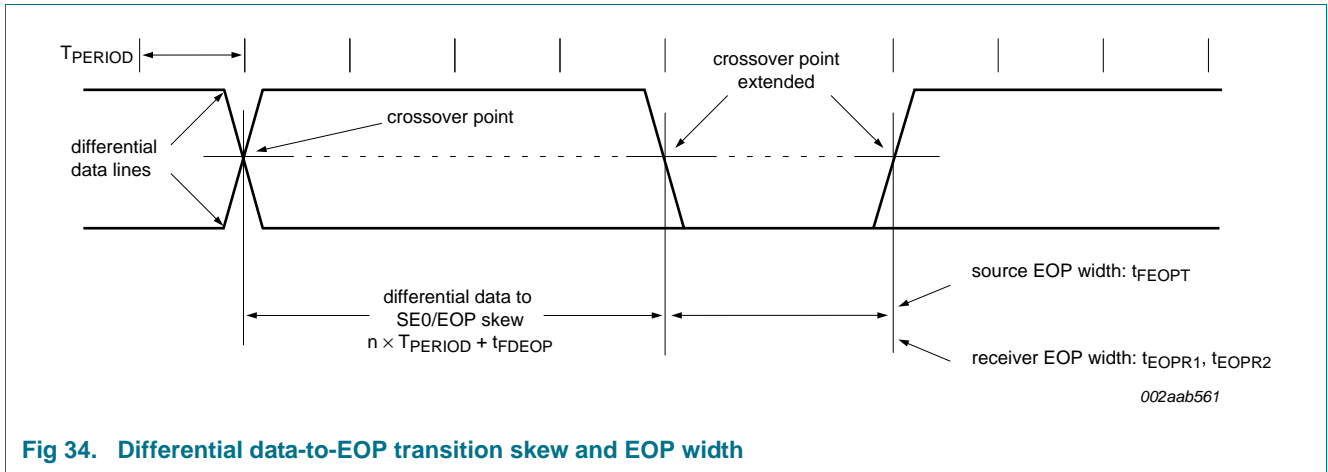 TPERIOD
crossover point
extended
crossover point
differential
data lines
source EOP width: tFEOPT
differential data to
SE0/EOP skew
n × TPERIOD + tFDEOP
receiver EOP width: tEOPR1, tEOPR2
002aab561
Fig 34. Differential data-to-EOP transition skew and EOP width